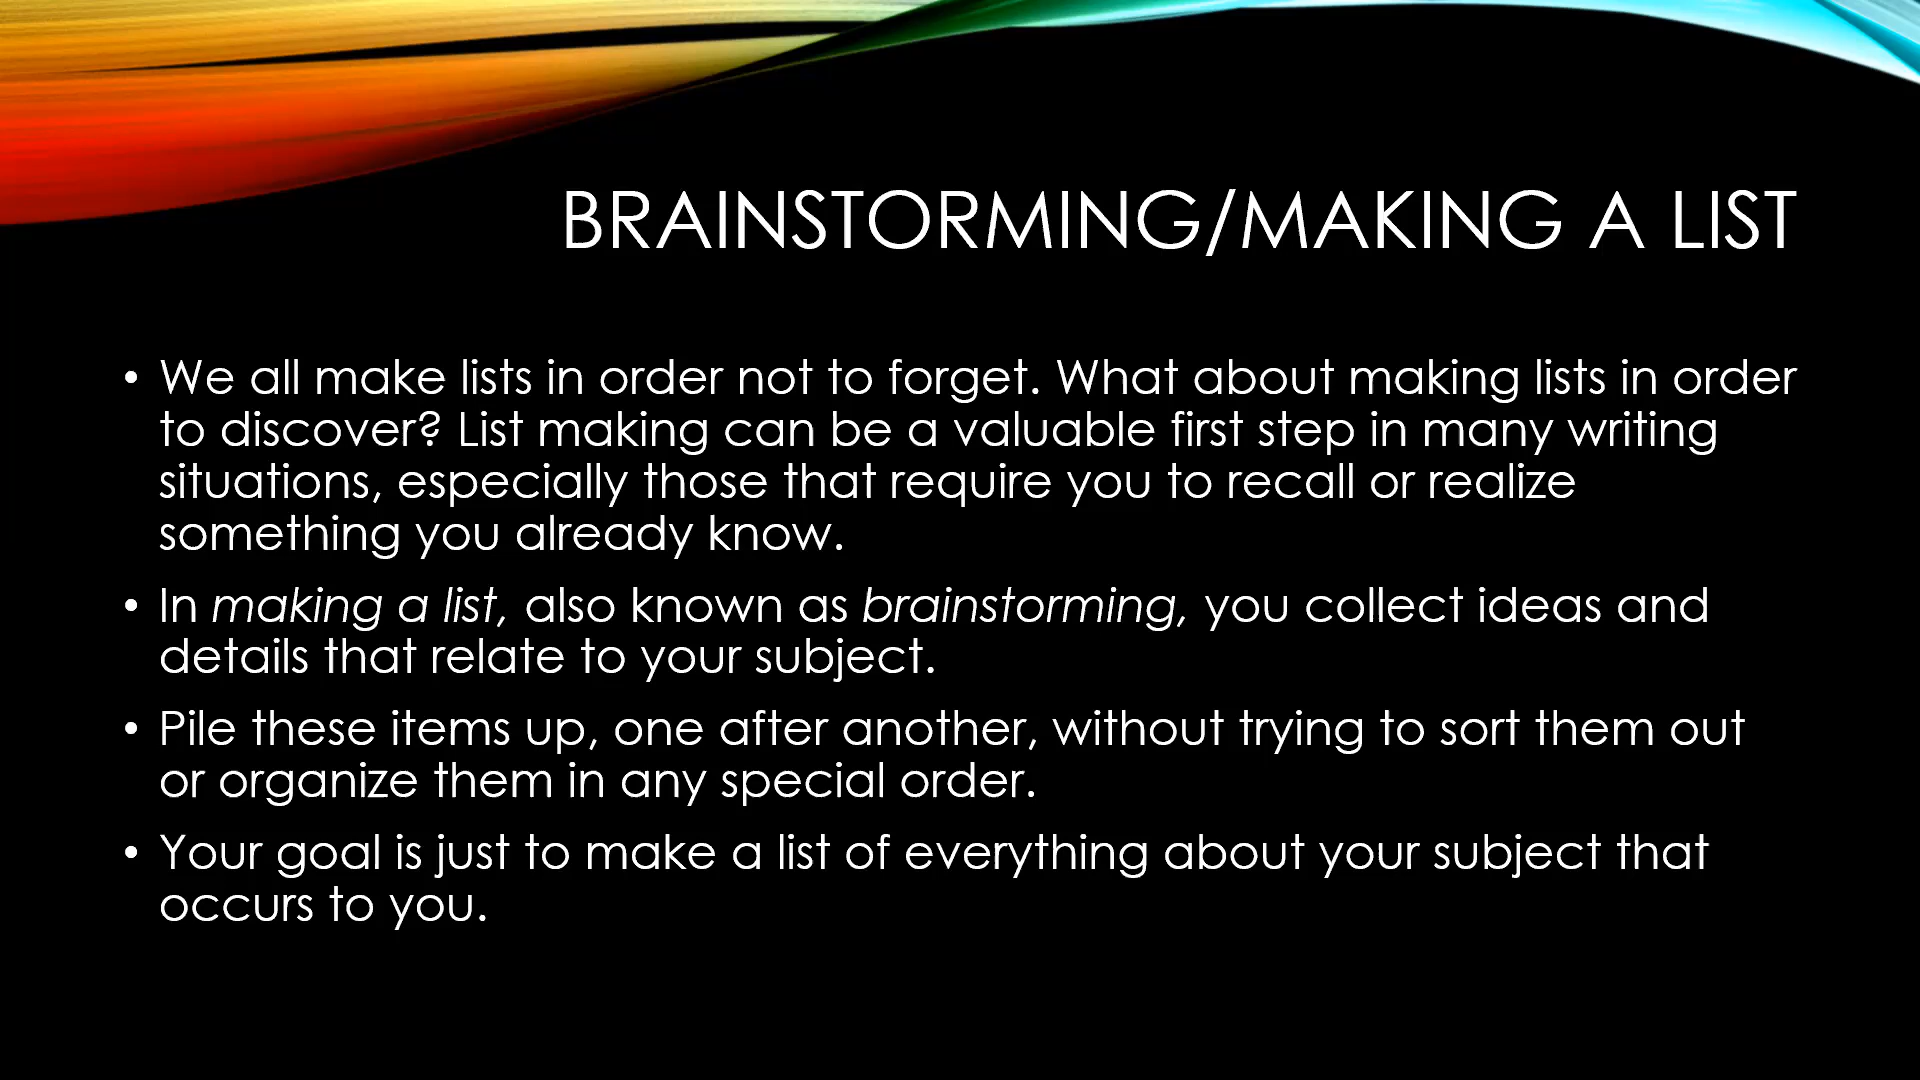 BRAINSTORMING/MAKING A LIST
• We all make lists in order not to forget. What about making lists in order
to discover? List making can be a valuable first step in many writing
situations, especially those that require you to recall or realize
something you already know.
• In making a list, also known as brainstorming, you collect ideas and
details that relate to your subject.
• Pile these items up, one after another, without trying to sort them out
or organize them in any special order.
• Your goal is just to make a list of everything about your subject that
occurs to you.